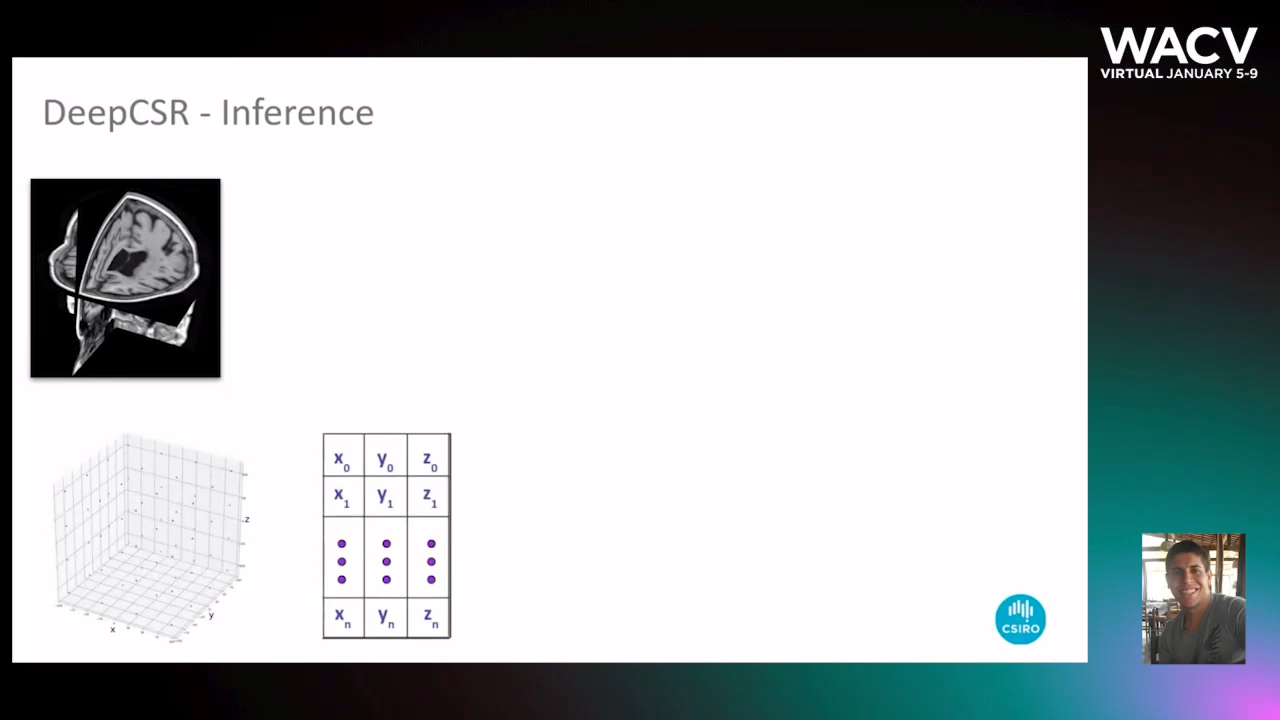 WACV
VIRTUAL JANUARY 5-9
DeepCSR - Inference
z
y
x
x0 y0 z0
x1 y1 z1
xn yn zn
CSIRO